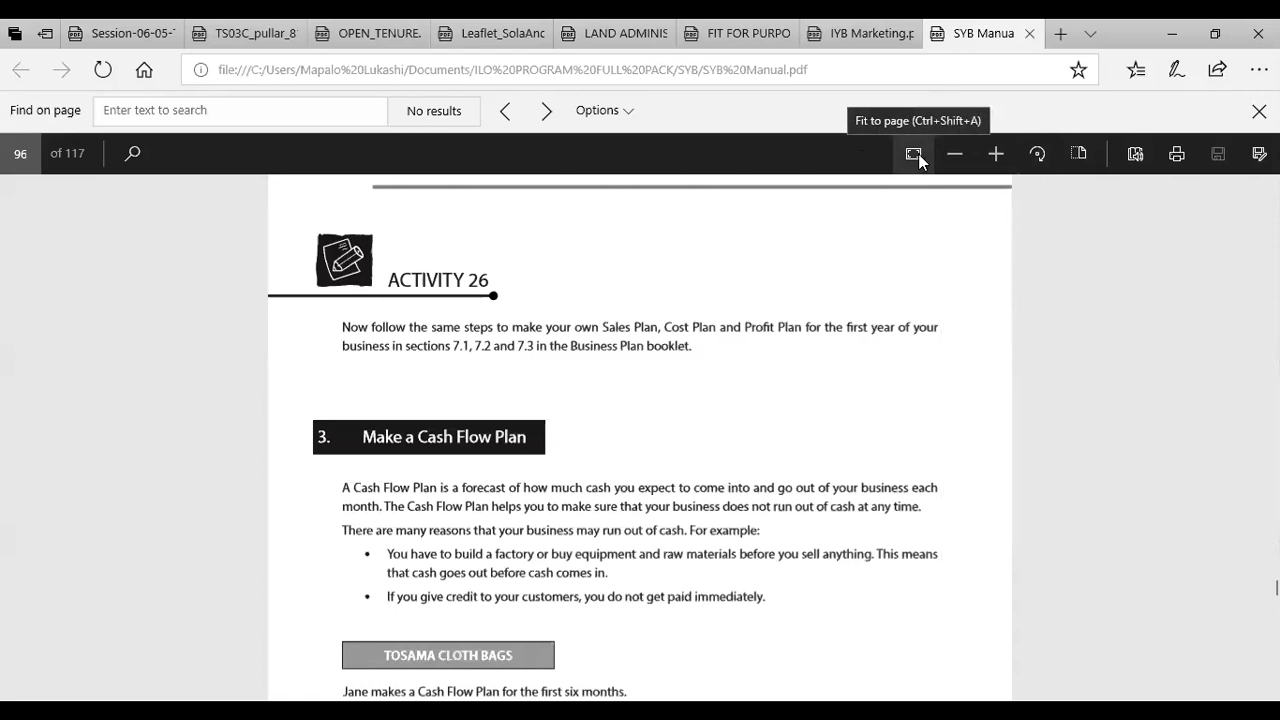 Session-06-05-
TS03C_pullar_8
OPEN_TENURE.
Leaflet_SolaAnc
LAND ADMINIS
FIT FOR PURPO
IYB Marketing.p
SYB Manua
file:///C:/Users/Mapalo%20Lukashi/Documents/ILO%20PROGRAM%20FULL%20PACK/SYB/SYB%20Manual.pdf
Find on page
Enter text to search
No results
Options
Fit to page (Ctrl+Shift+A)
96 of 117
ACTIVITY 26
Now follow the same steps to make your own Sales Plan, Cost Plan and Profit Plan for the first year of your
business in sections 7.1, 7.2 and 7.3 in the Business Plan booklet.
3. Make a Cash Flow Plan
A Cash Flow Plan is a forecast of how much cash you expect to come into and go out of your business each
month. The Cash Flow Plan helps you to make sure that your business does not run out of cash at any time.
There are many reasons that your business may run out of cash. For example:
• You have to build a factory or buy equipment and raw materials before you sell anything. This means
that cash goes out before cash comes in.
• If you give credit to your customers, you do not get paid immediately.
TOSAMA CLOTH BAGS
Jane makes a Cash Flow Plan for the first six months.